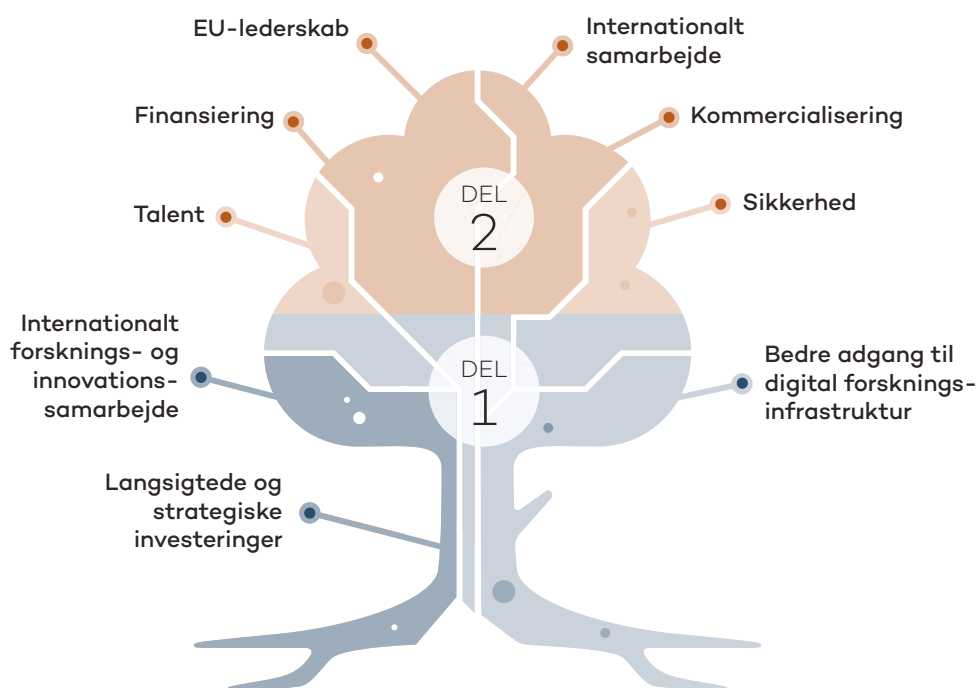 EU-lederskab
Internationalt
samarbejde
Finansiering
Kommercialisering
Talent
Sikkerhed
DEL
2
Internationalt
forsknings- og
innovations-
samarbejde
DEL
1
Bedre adgang til
digital forsknings-
infrastruktur
Langsigtede og
strategiske
investeringer